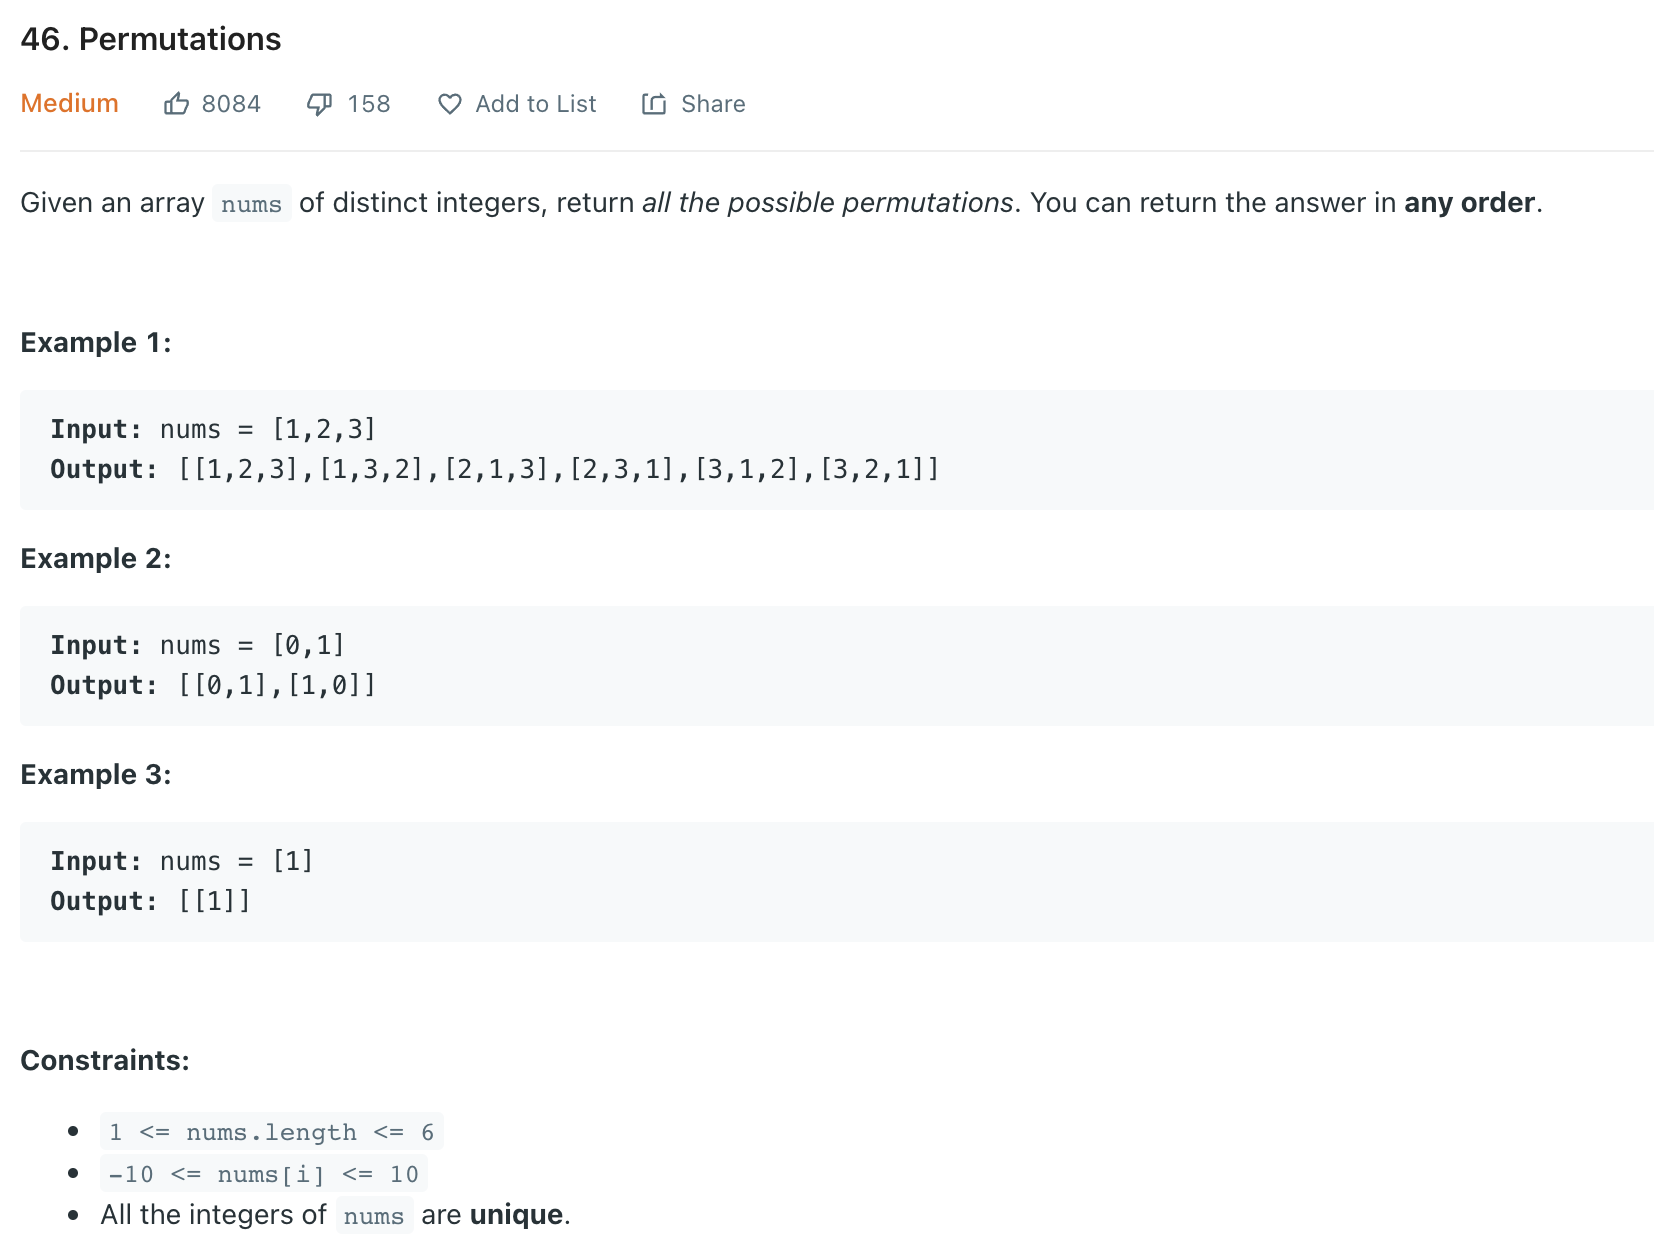 46. Permutations
Medium 8084 158 Add to List Share
Given an array nums of distinct integers, return all the possible permutations. You can return the answer in any order.
Example 1:
Input: nums = [1,2,3]
Output: [[1,2,3],[1,3,2],[2,1,3],[2,3,1],[3,1,2],[3,2,1]]
Example 2:
Input: nums = [0,1]
Output: [[0,1],[1,0]]
Example 3:
Input: nums = [1]
Output: [[1]]
Constraints:
• 1 <= nums.length <= 6
• -10 <= nums[i] <= 10
• All the integers of nums are unique.